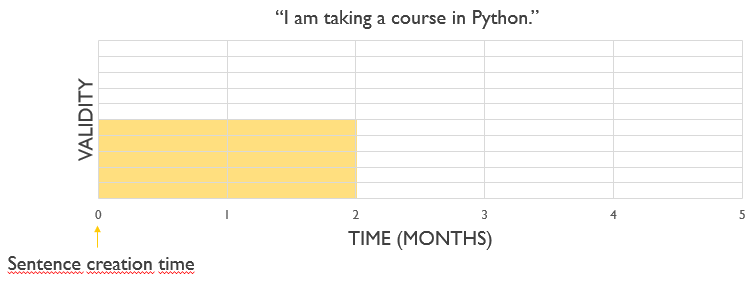 “I am taking a course in Python.”
VALIDITY
0 1 2 3 4 5
TIME (MONTHS)
Sentence creation time